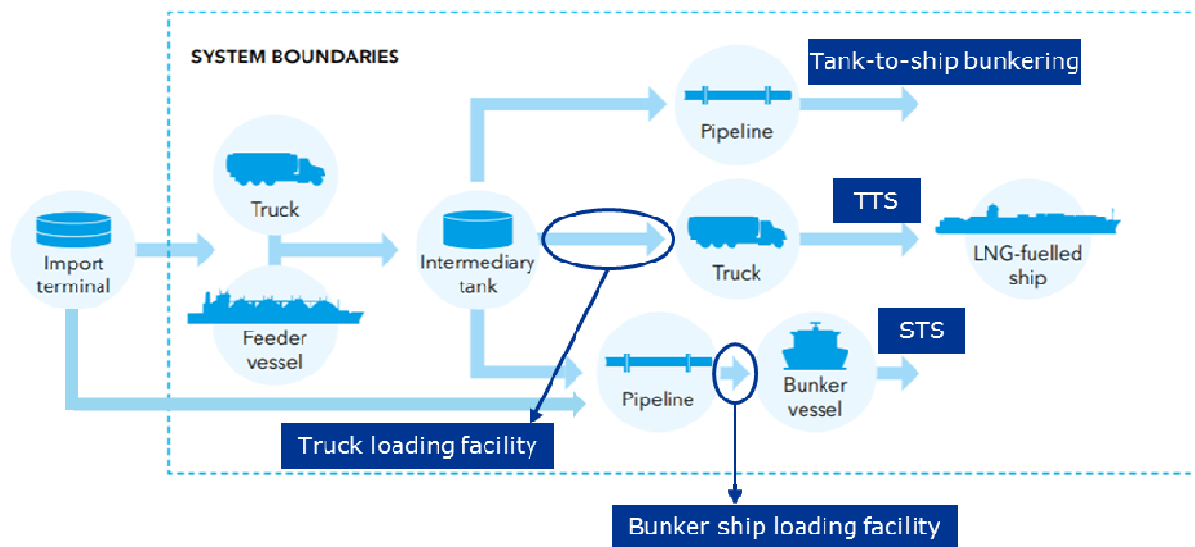 SYSTEM BOUNDARIES
Tank-to-ship bunkering
Pipeline
Truck
TTS
Import
terminal
Intermediary
tank
Truck
LNG-fuelled
ship
Feeder
vessel
STS
Pipeline
Bunker
vessel
Truck loading facility
Bunker ship loading facility